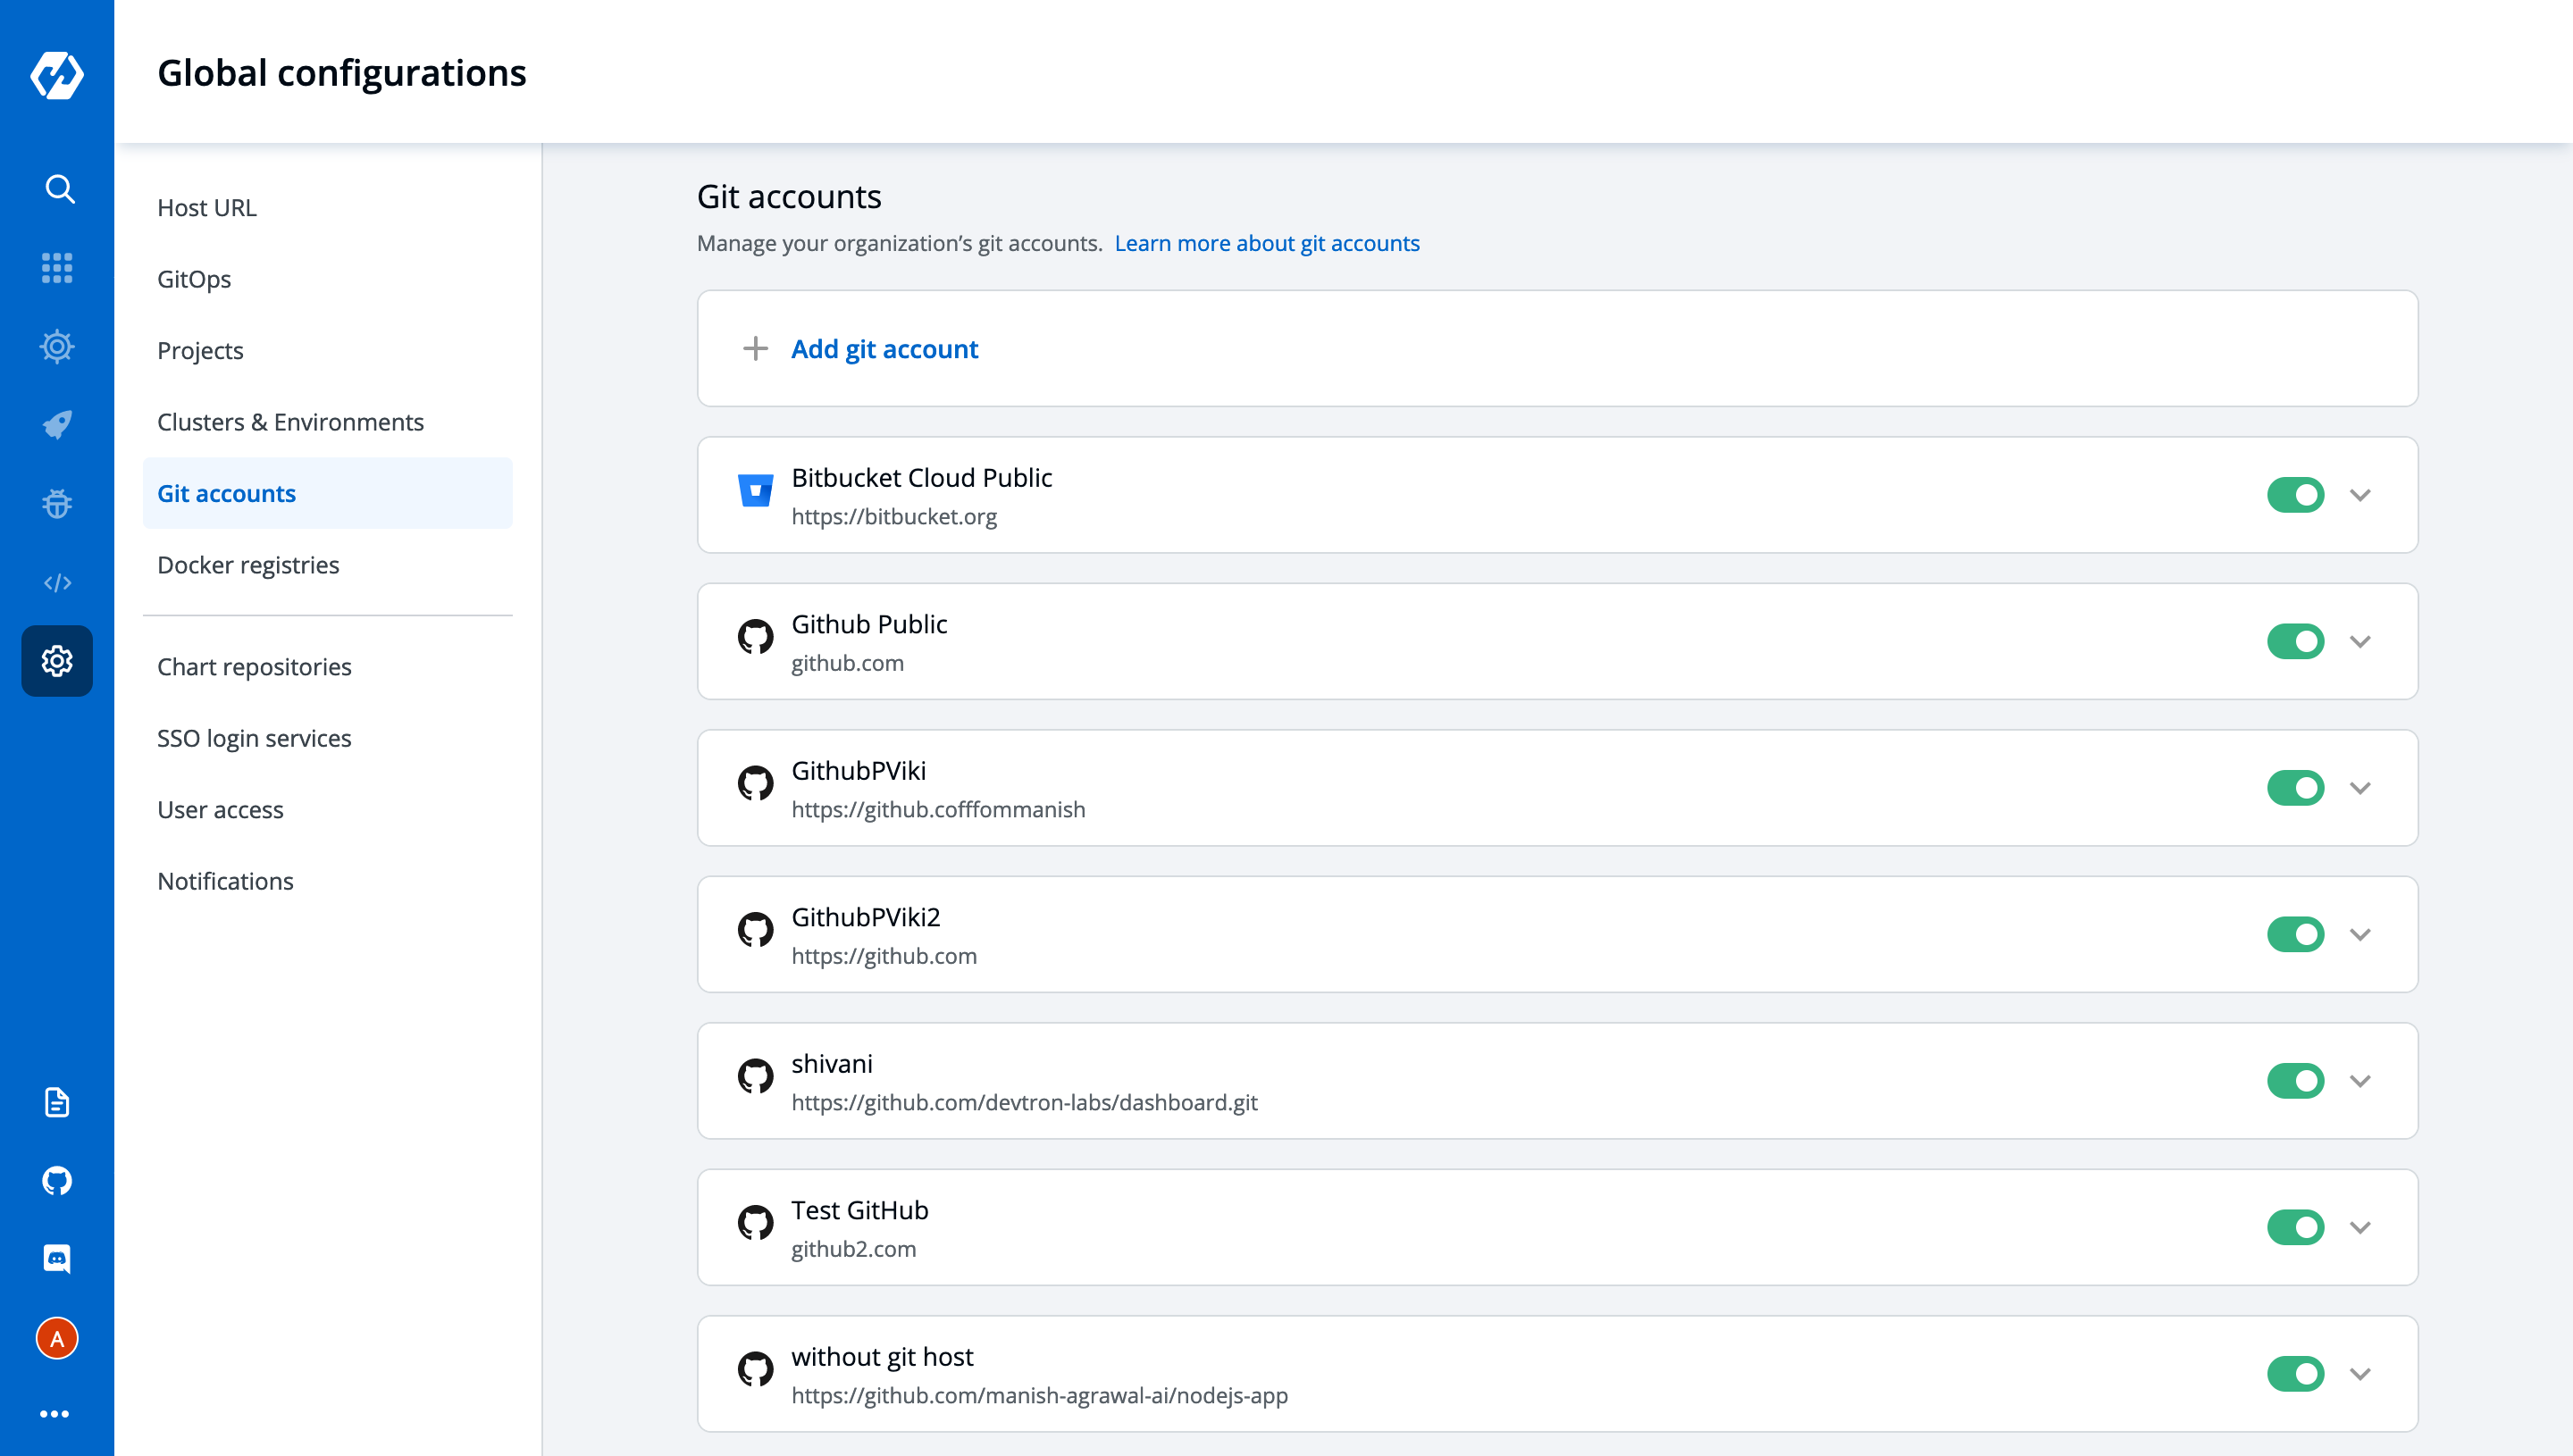 Global configurations
Host URL
GitOps
Projects
Clusters & Environments
Git accounts
Docker registries
Chart repositories
SSO login services
User access
Notifications
A
Git accounts
Manage your organization’s git accounts. Learn more about git accounts
Add git account
Bitbucket Cloud Public
https://bitbucket.org
Github Public
github.com
GithubPViki
https://github.cofffommanish
GithubPViki2
https://github.com
shivani
https://github.com/devtron-labs/dashboard.git
Test GitHub
github2.com
without git host
https://github.com/manish-agrawal-ai/nodejs-app